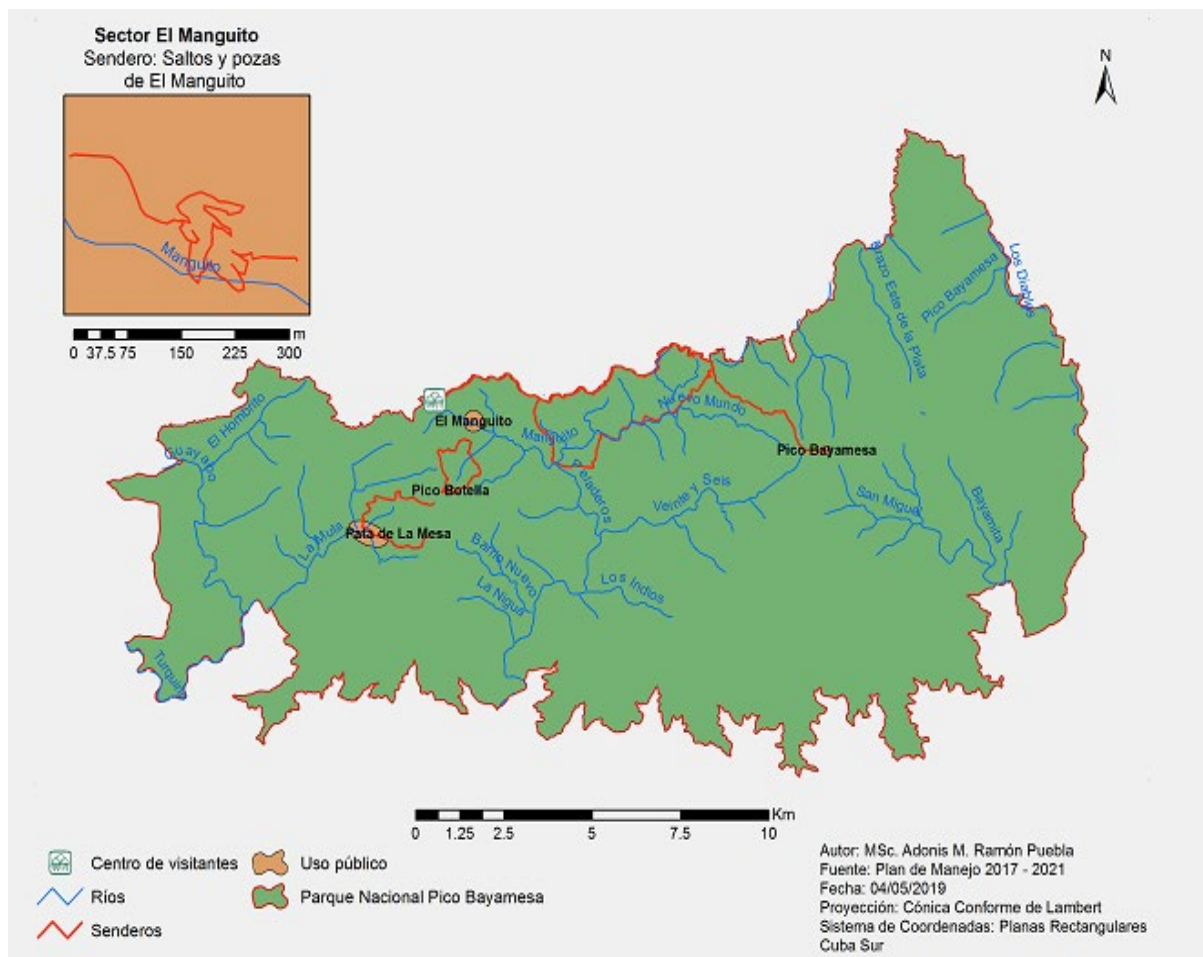 Sector El Manguito
Sendero: Saltos y pozas
de El Manguito
N
Manguito
m
0 37.5 75 150 225 300
Los Diablos
Pico Bayamesa
Brazo Este de la Plata
El Hombrito
Guayabo
El Manguito
Manguito
Nuevo Mundo
Pico Bayamesa
Peladeros
Pico Botella
Veinte y Seis
San Miguel
Bayamita
La Mula
Pata de La Mesa
Barrio Nuevo
Los Indios
La Nigua
Turquino
Km
0 1.25 2.5 5 7.5 10
Centro de visitantes
Uso público
Ríos
Parque Nacional Pico Bayamesa
Senderos
Autor: MSc. Adonis M. Ramón Puebla
Fuente: Plan de Manejo 2017 - 2021
Fecha: 04/05/2019
Proyección: Cónica Conforme de Lambert
Sistema de Coordenadas: Planas Rectangulares
Cuba Sur